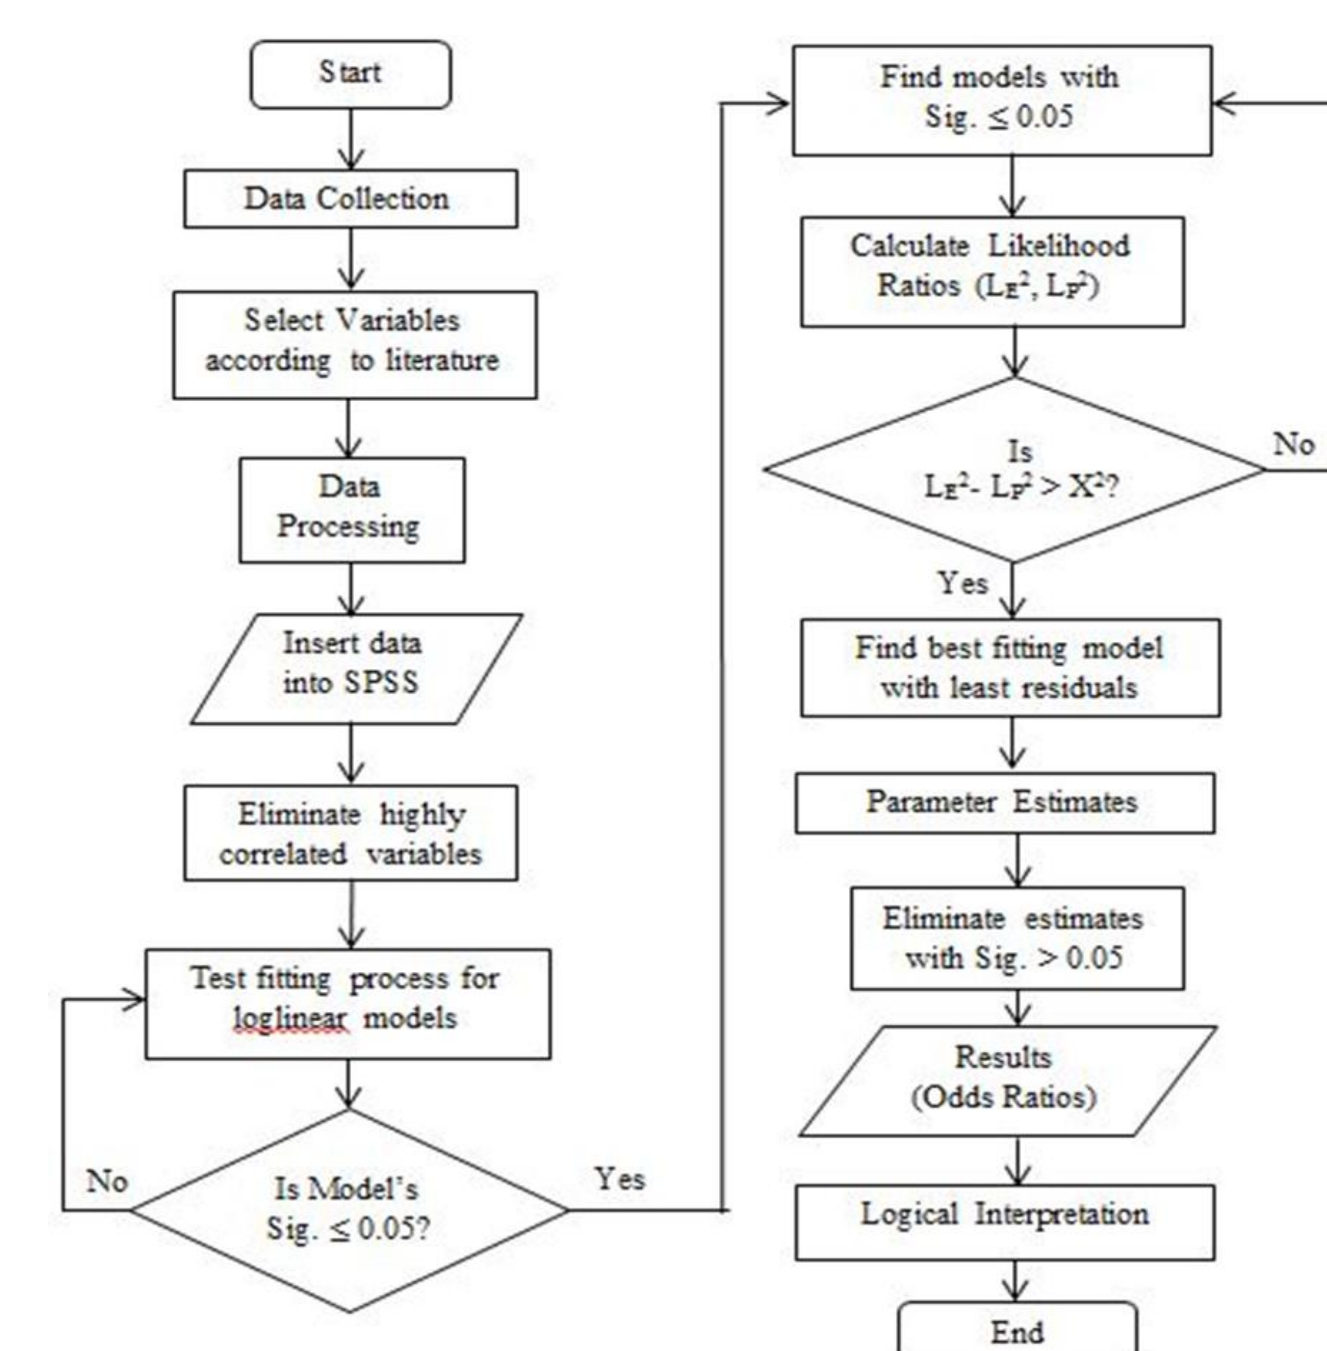 Start
Data Collection
Select Variables
according to literature
Data
Processing
Insert data
into SPSS
Eliminate highly
correlated variables
Test fitting process for
loglinear models
No
Is Model's
Sig. ≤ 0.05?
Yes
Find models with
Sig. ≤ 0.05
Calculate Likelihood
Ratios (LE², LP²)
Is
LE²- LP² > X²?
No
Yes
Find best fitting model
with least residuals
Parameter Estimates
Eliminate estimates
with Sig. > 0.05
Results
(Odds Ratios)
Logical Interpretation
End